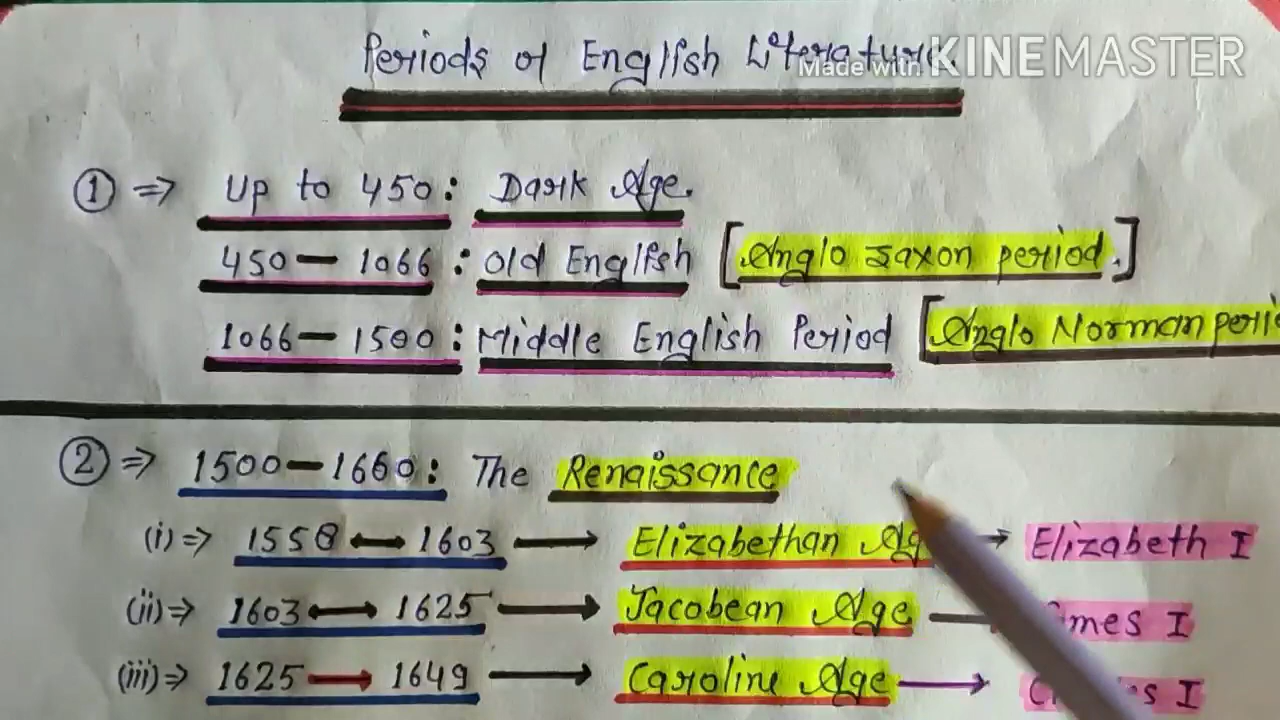 Periods of English Literature.
Made with KINEMASTER
① ⇒ Up to 450: Dark Age.
450 — 1066 : Old English [Anglo Saxon period.]
1066 — 1500 : Middle English Period [Anglo Norman
② ⇒ 1500 — 1660: The Renaissance
(i) ⇒ 1558 ↔ 1603 → Elizabethan → Elizabeth I
(ii) ⇒ 1603 ↔ 1625 → Jacobean Age — I
(iii) ⇒ 1625 → 1649 → Caroline Age → I